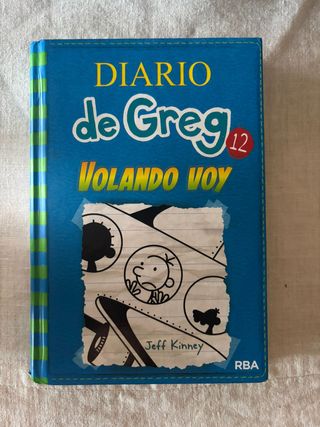 DIARIO
de Greg
12
VOLANDO VOY
Jeff Kinney
RBA